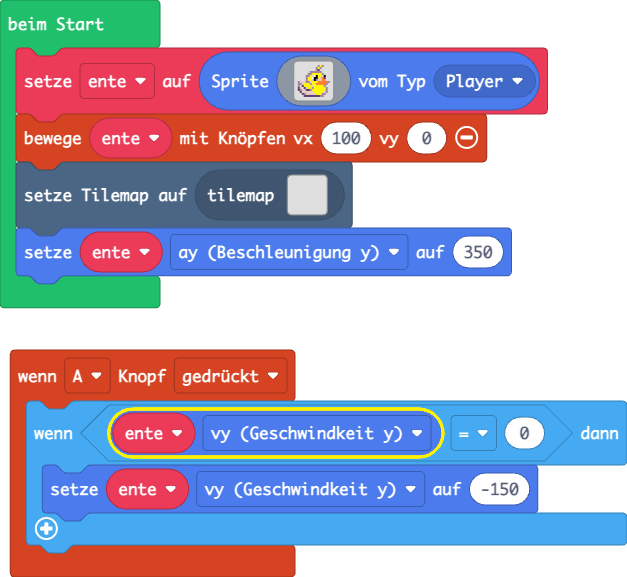 beim Start
setze ente auf Sprite vom Typ Player
bewege ente mit Knöpfen vx 100 vy 0
setze Tilemap auf tilemap
setze ente ay (Beschleunigung y) auf 350
wenn A Knopf gedrückt
wenn ente vy (Geschwindkeit y) = 0 dann
setze ente vy (Geschwindkeit y) auf -150